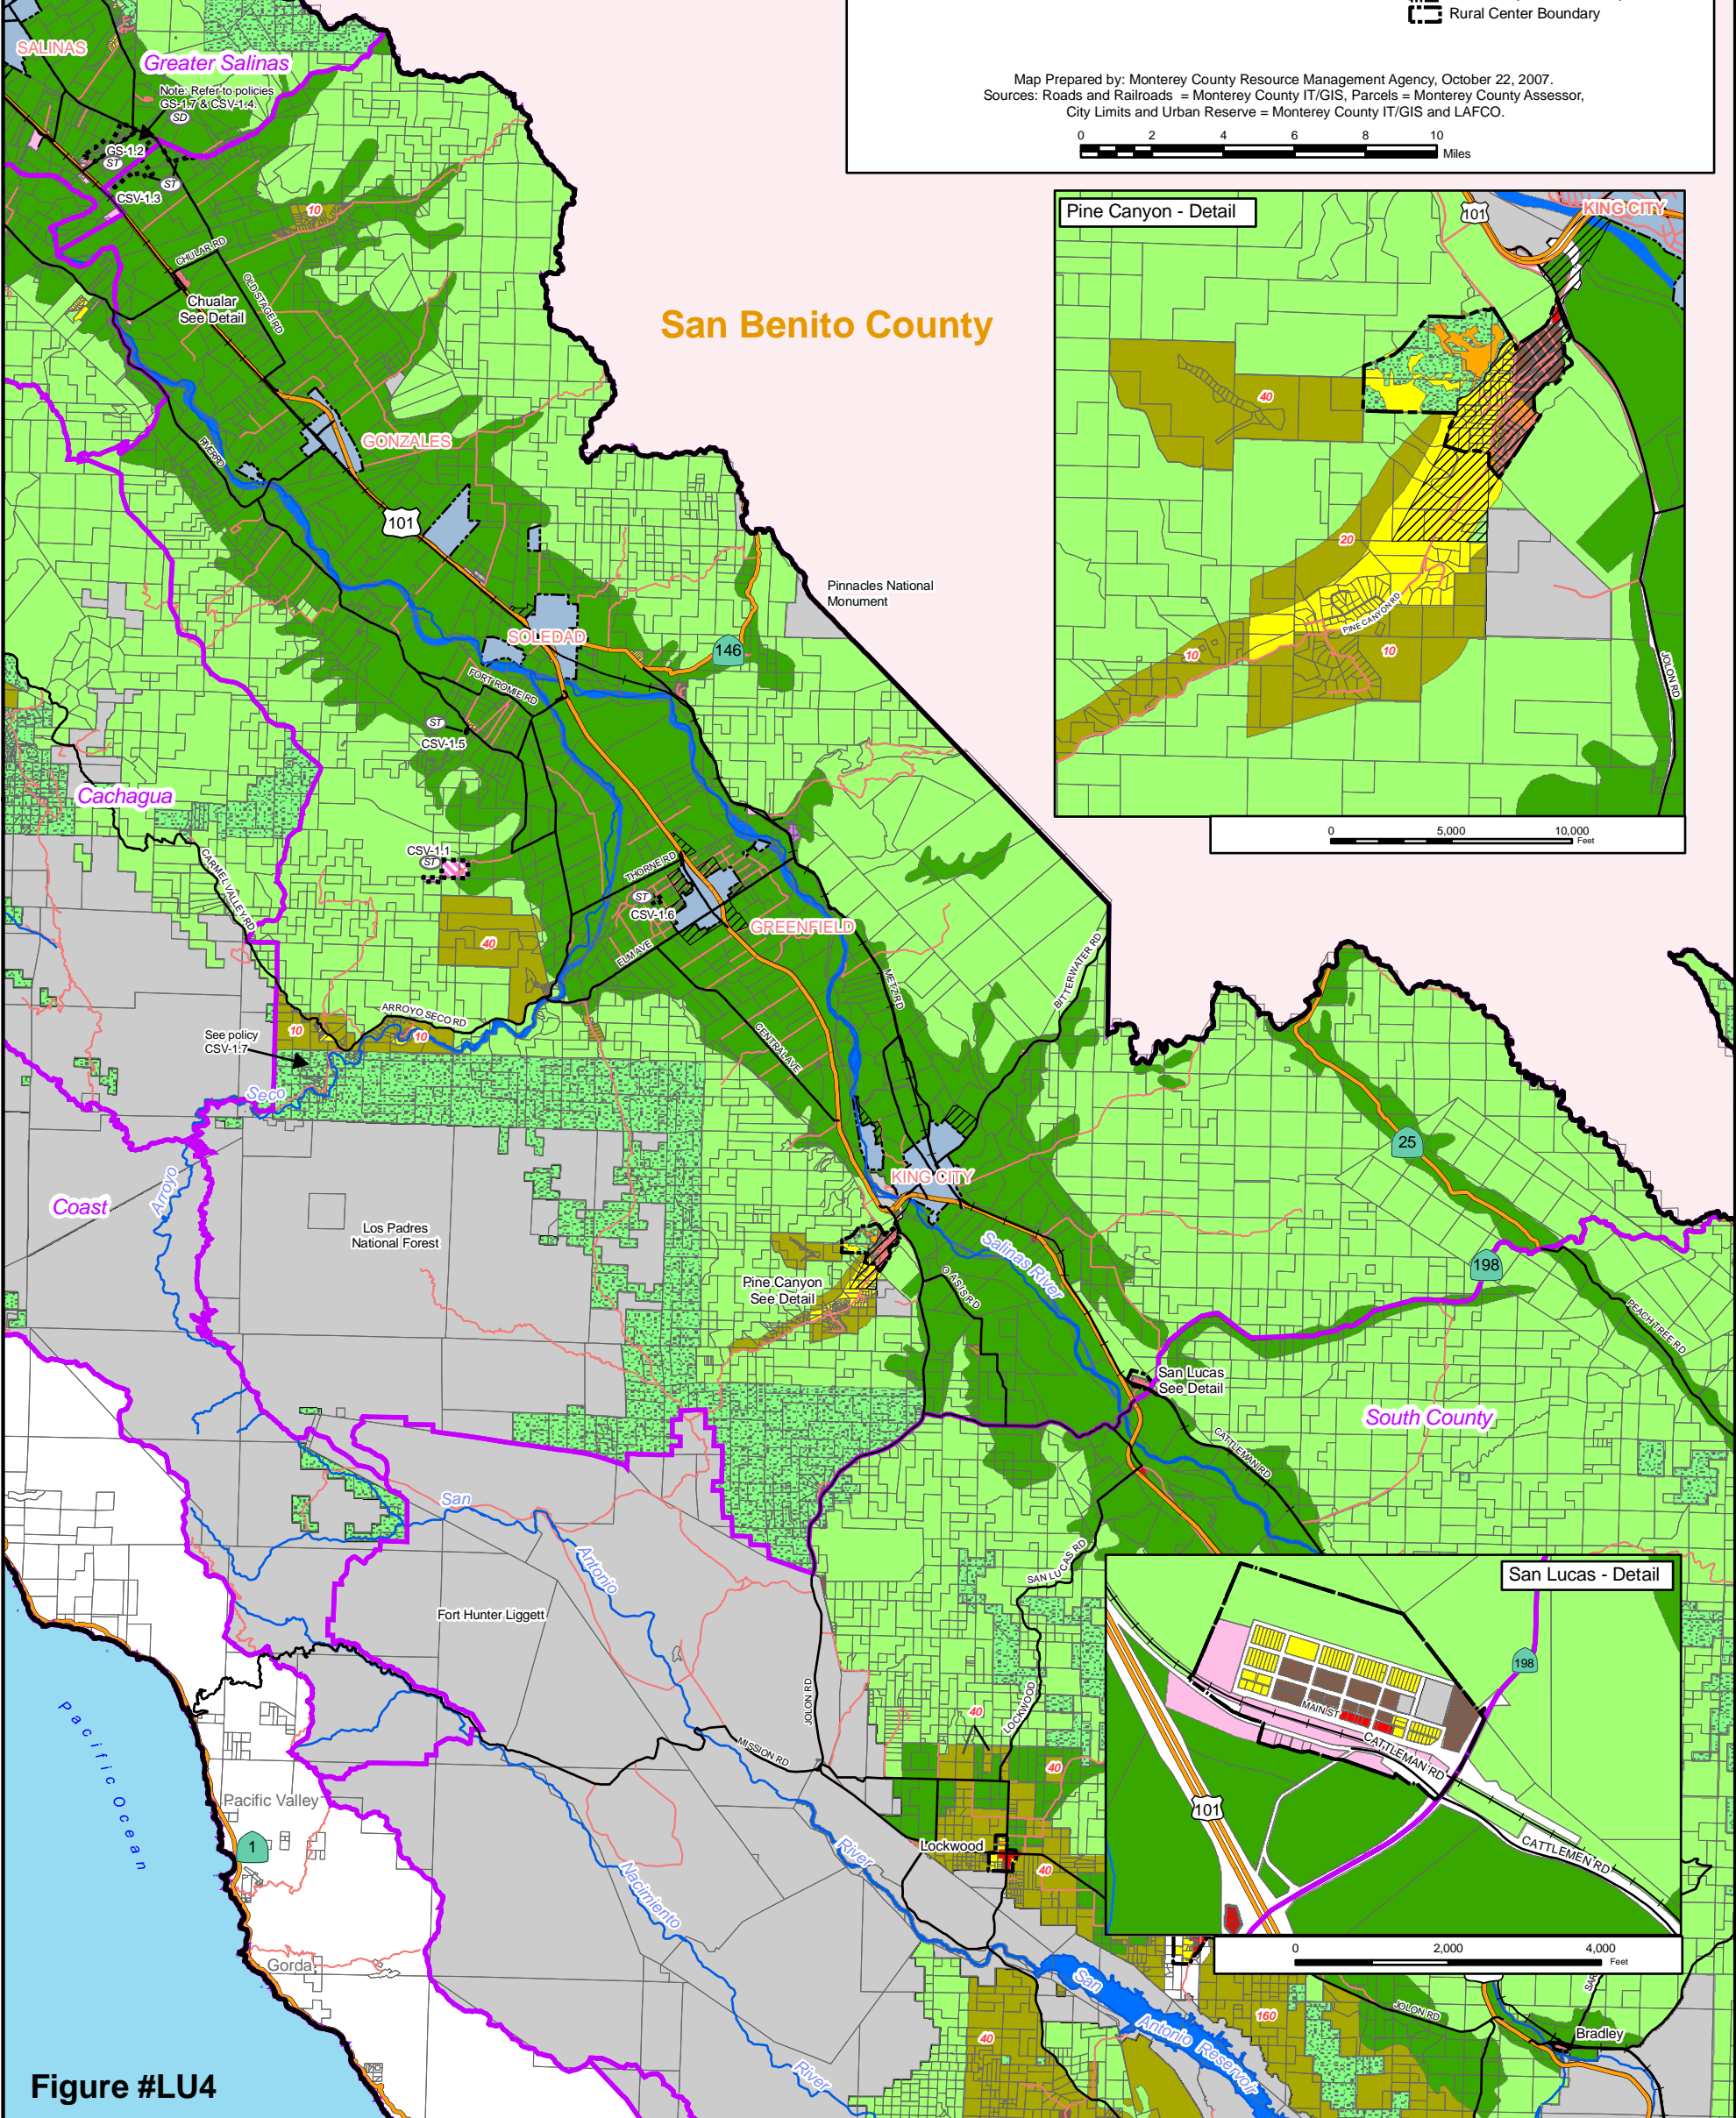 Rural Center Boundary
Map Prepared by: Monterey County Resource Management Agency, October 22, 2007.
Sources: Roads and Railroads = Monterey County IT/GIS, Parcels = Monterey County Assessor,
City Limits and Urban Reserve = Monterey County IT/GIS and LAFCO.
0 2 4 6 8 10
Miles
SALINAS
Greater Salinas
Note: Refer to policies
GS-1.7 & CSV-1.4.
SD
GS-1.2
ST
ST
CSV-1.3
10
CHULAR RD
OLD STAGE RD
Chualar
See Detail
San Benito County
RIVER RD
GONZALES
101
Pinnacles National
Monument
SOLEDAD
146
FORT ROMIE RD
ST
CSV-1.5
Cachagua
CARMEL VALLEY RD
CSV-1.1
ST
THORNE RD
ST
CSV-1.6
GREENFIELD
40
ELM AVE
METZ RD
BITTERWATER RD
ARROYO SECO RD
10
10
See policy
CSV-1.7
CENTRAL AVE
Seco
Arroyo
Coast
25
KING CITY
Los Padres
National Forest
Salinas River
198
Pine Canyon
See Detail
OASIS RD
PEACH TREE RD
San Lucas
See Detail
South County
CATTLEMAN RD
San
Antonio
SAN LUCAS RD
Fort Hunter Liggett
JOLON RD
LOCKWOOD
40
MISSION RD
40
Pacific Ocean
Pacific Valley
1
Lockwood
River
40
Nacimiento
Gorda
San
160
JOLON RD
SAR
Bradley
40
Antonio Reservoir
River
Figure #LU4
Pine Canyon - Detail
101
KING CITY
40
20
PINE CANYON RD
10
10
JOLON RD
0 5,000 10,000
Feet
San Lucas - Detail
198
MAIN ST
CATTLEMAN RD
101
CATTLEMEN RD
0 2,000 4,000
Feet